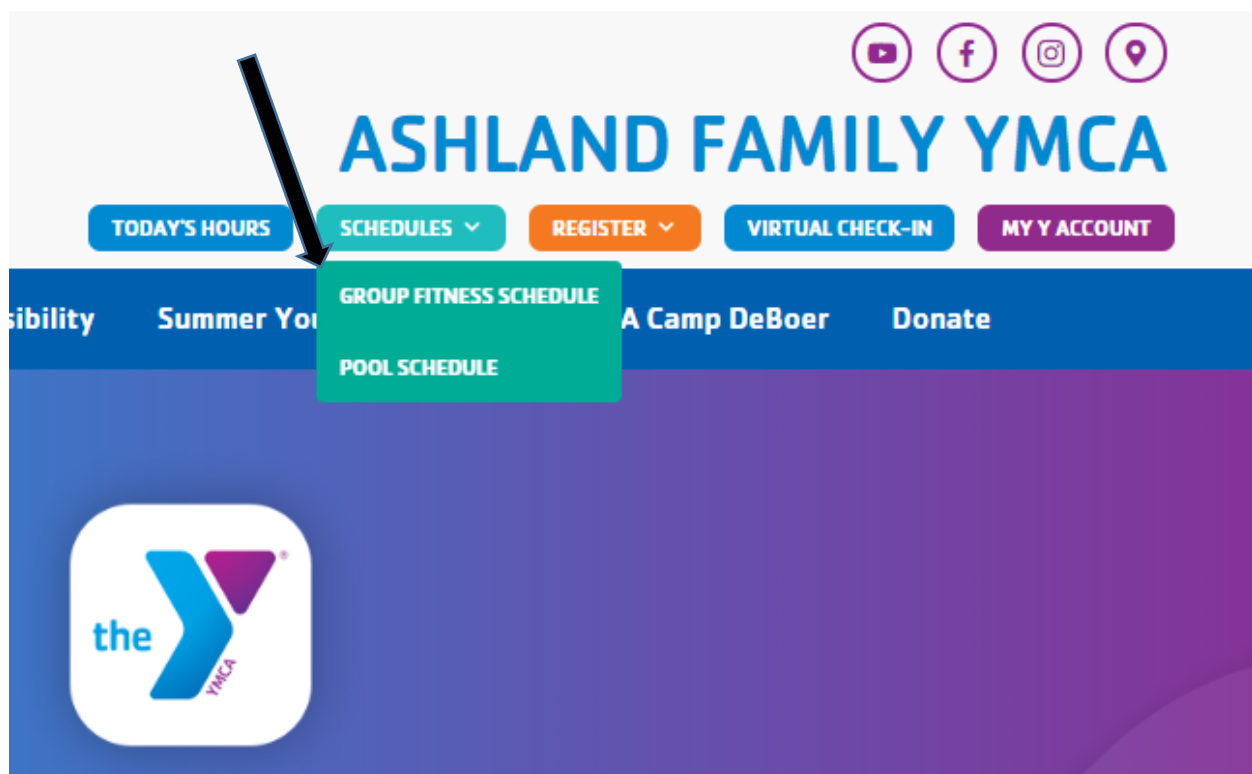 ASHLAND FAMILY YMCA
TODAY'S HOURS SCHEDULES REGISTER VIRTUAL CHECK-IN MY Y ACCOUNT
GROUP FITNESS SCHEDULE
sibility Summer You A Camp DeBoer Donate
POOL SCHEDULE
the Y®
YMCA